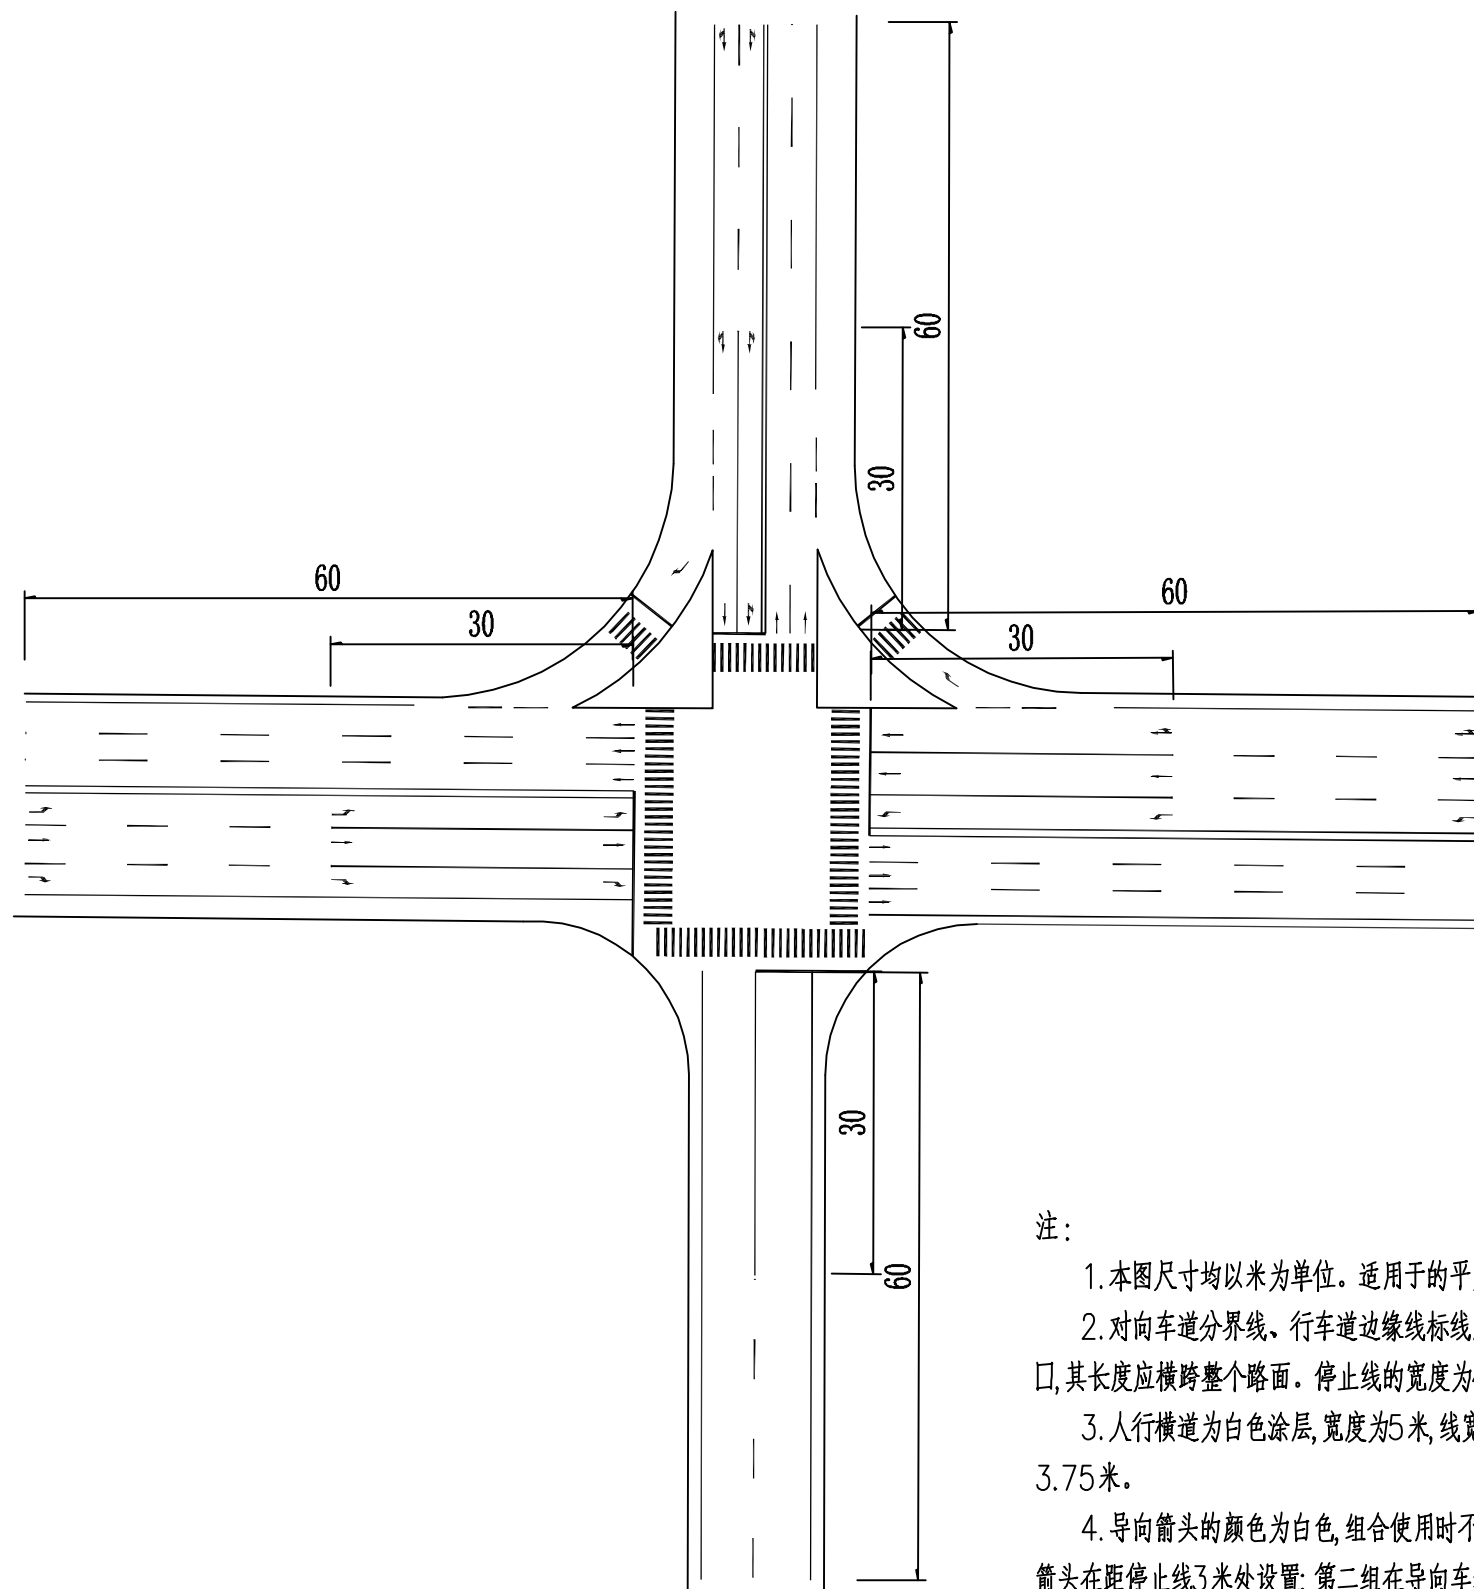 60
30
60
30
60
30
60
30
注：
1.本图尺寸均以米为单位。适用于的平
2.对向车道分界线、行车道边缘线标线
口,其长度应横跨整个路面。停止线的宽度为
3.人行横道为白色涂层,宽度为5米,线宽
3.75米。
4.导向箭头的颜色为白色,组合使用时不
箭头在距停止线3米处设置;第二组在导向车